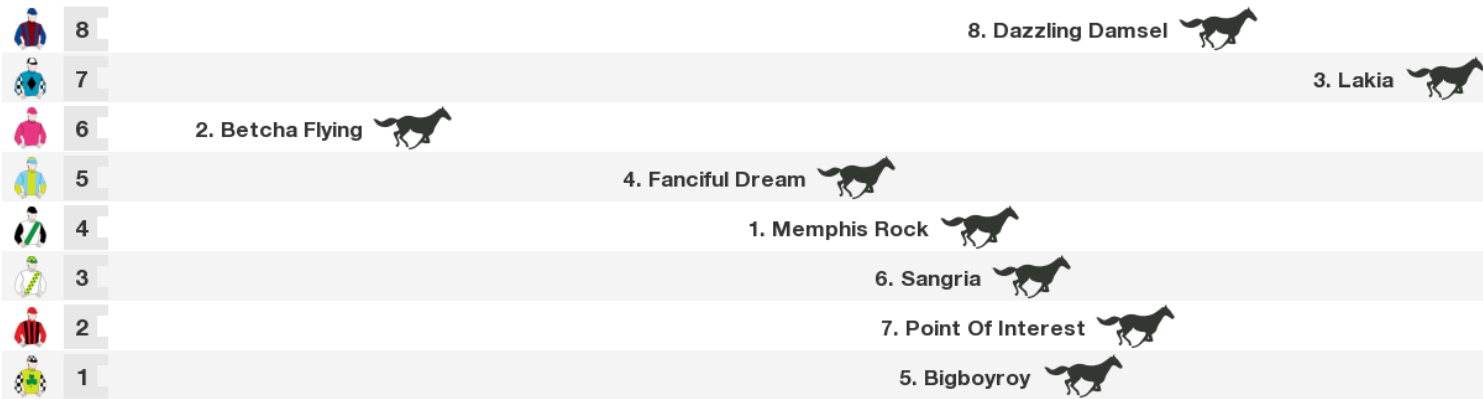 8 8. Dazzling Damsel
7 3. Lakia
6 2. Betcha Flying
5 4. Fanciful Dream
4 1. Memphis Rock
3 6. Sangria
2 7. Point Of Interest
1 5. Bigboyroy